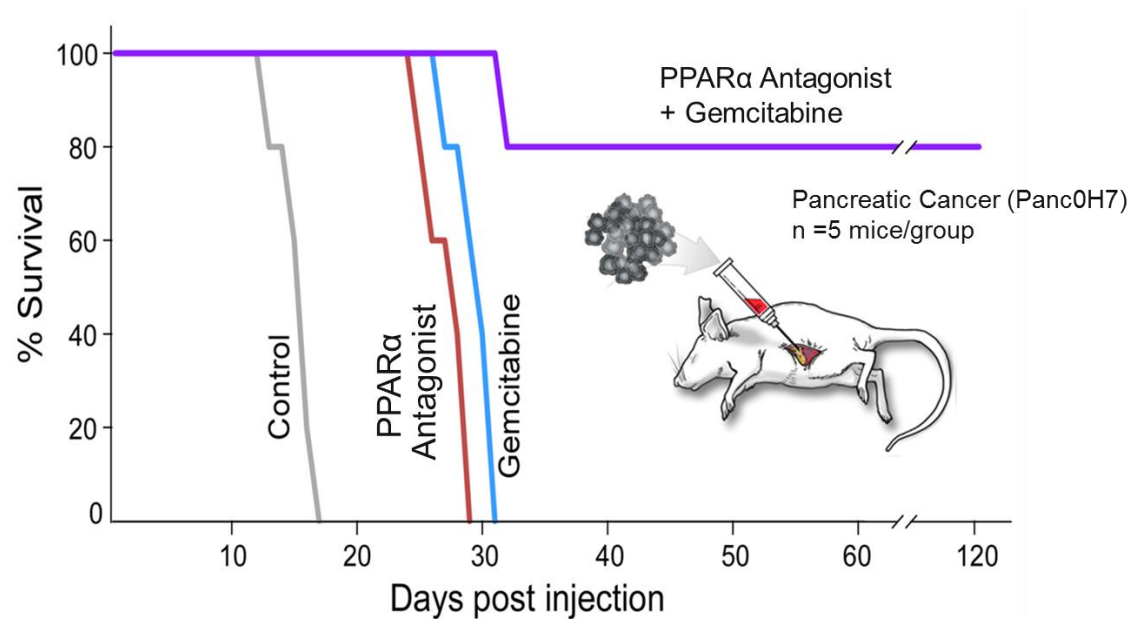 100
80
60
40
20
0
% Survival
Control
PPARα
Antagonist
Gemcitabine
PPARα Antagonist
+ Gemcitabine
Pancreatic Cancer (Panc0H7)
n =5 mice/group
10 20 30 40 50 60 120
Days post injection